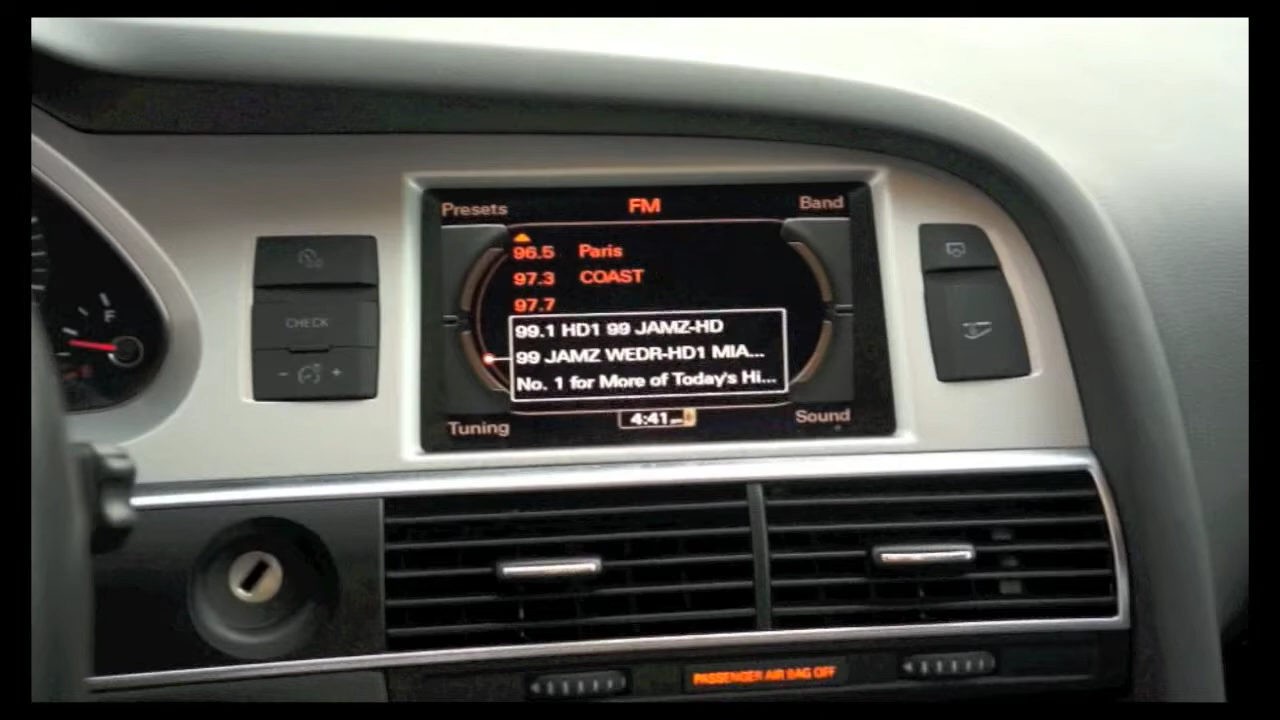 Presets FM Band
96.5 Paris
97.3 COAST
97.7
99.1 HD1 99 JAMZ-HD
99 JAMZ WEDR-HD1 MIA...
No. 1 for More of Today's Hi...
Tuning 4:41 Sound
F
CHECK
- +
PASSENGER AIR BAG OFF